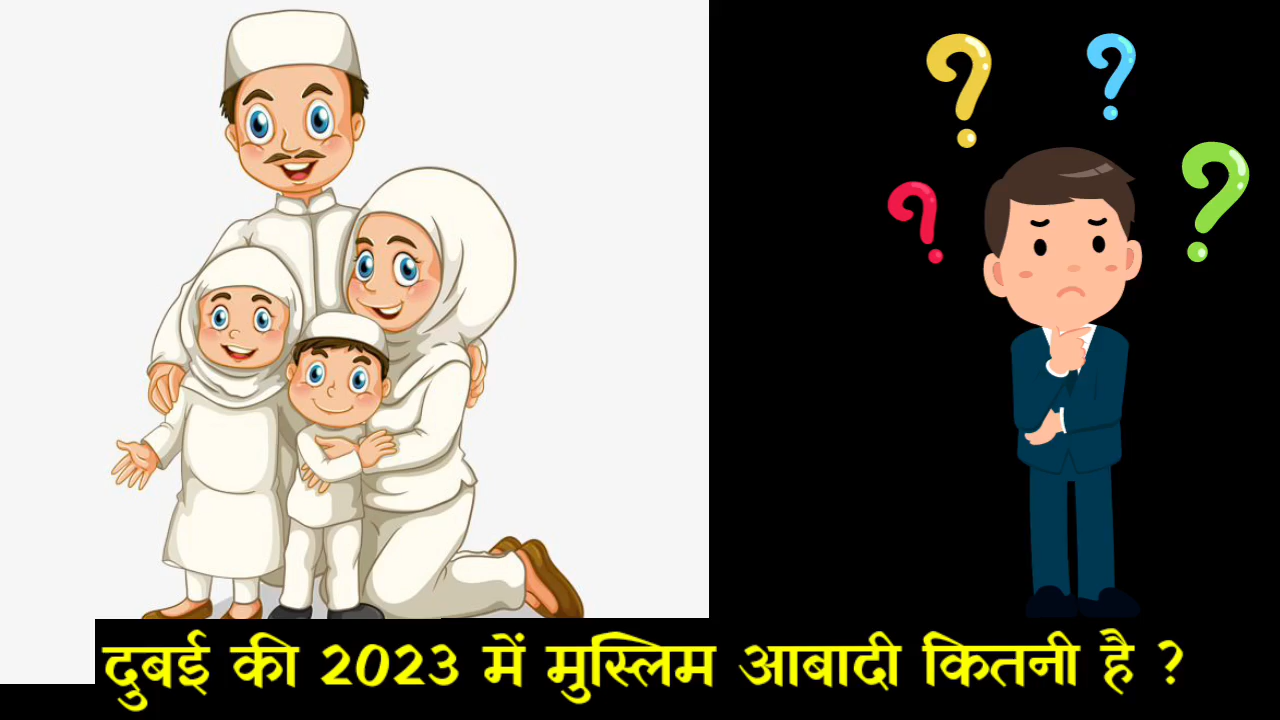 दुबई की 2023 में मुस्लिम आबादी कितनी है ?